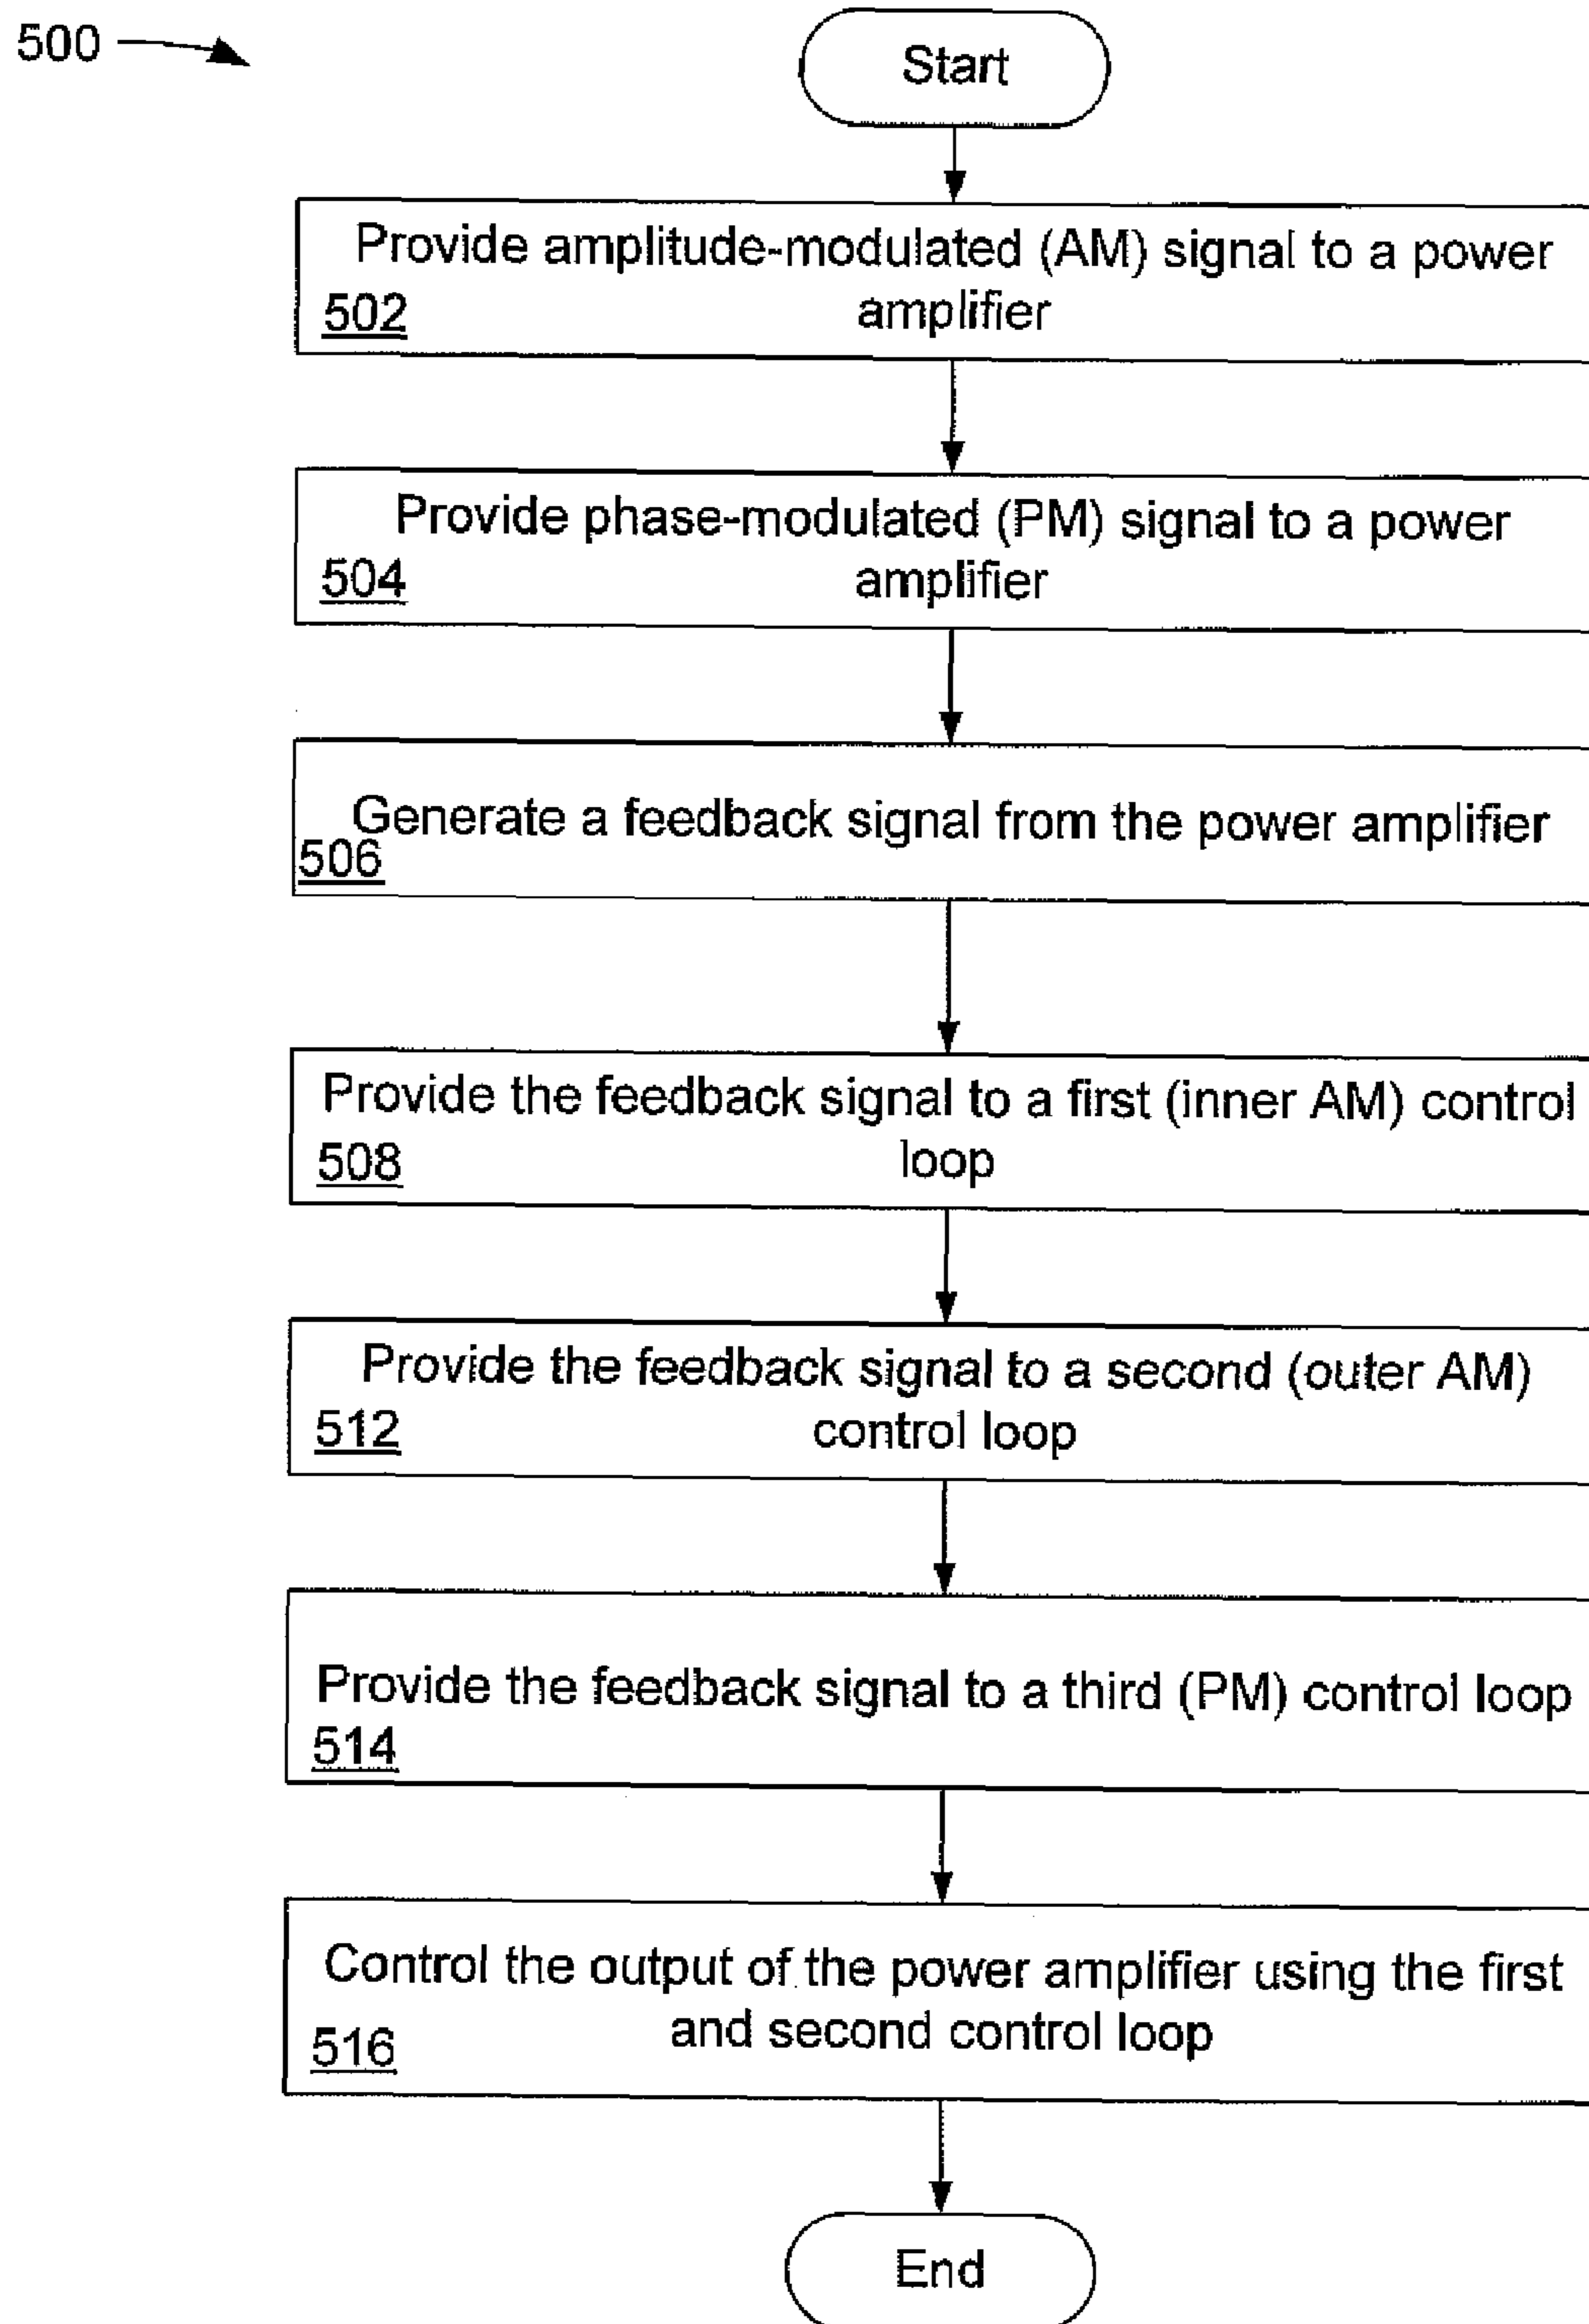 500
Start
Provide amplitude-modulated (AM) signal to a power
amplifier
502
Provide phase-modulated (PM) signal to a power
amplifier
504
Generate a feedback signal from the power amplifier
506
Provide the feedback signal to a first (inner AM) control
loop
508
Provide the feedback signal to a second (outer AM)
control loop
512
Provide the feedback signal to a third (PM) control loop
514
Control the output of the power amplifier using the first
and second control loop
516
End